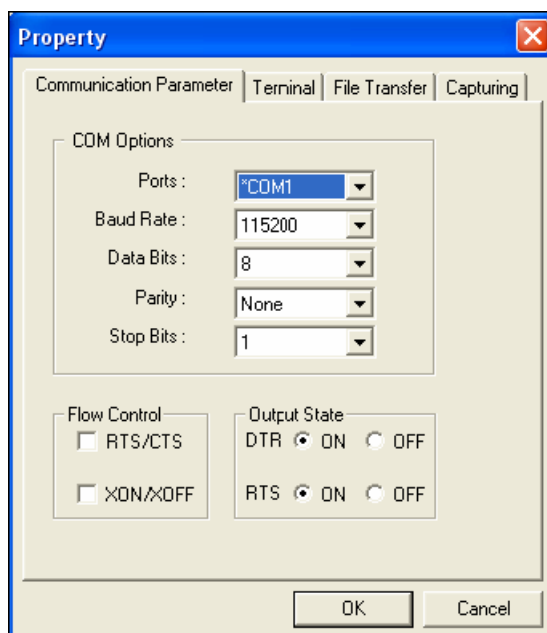 Property
Communication Parameter Terminal File Transfer Capturing
COM Options
Ports : *COM1
Baud Rate : 115200
Data Bits : 8
Parity : None
Stop Bits : 1
Flow Control Output State
RTS/CTS DTR ON OFF
XON/XOFF RTS ON OFF
OK Cancel